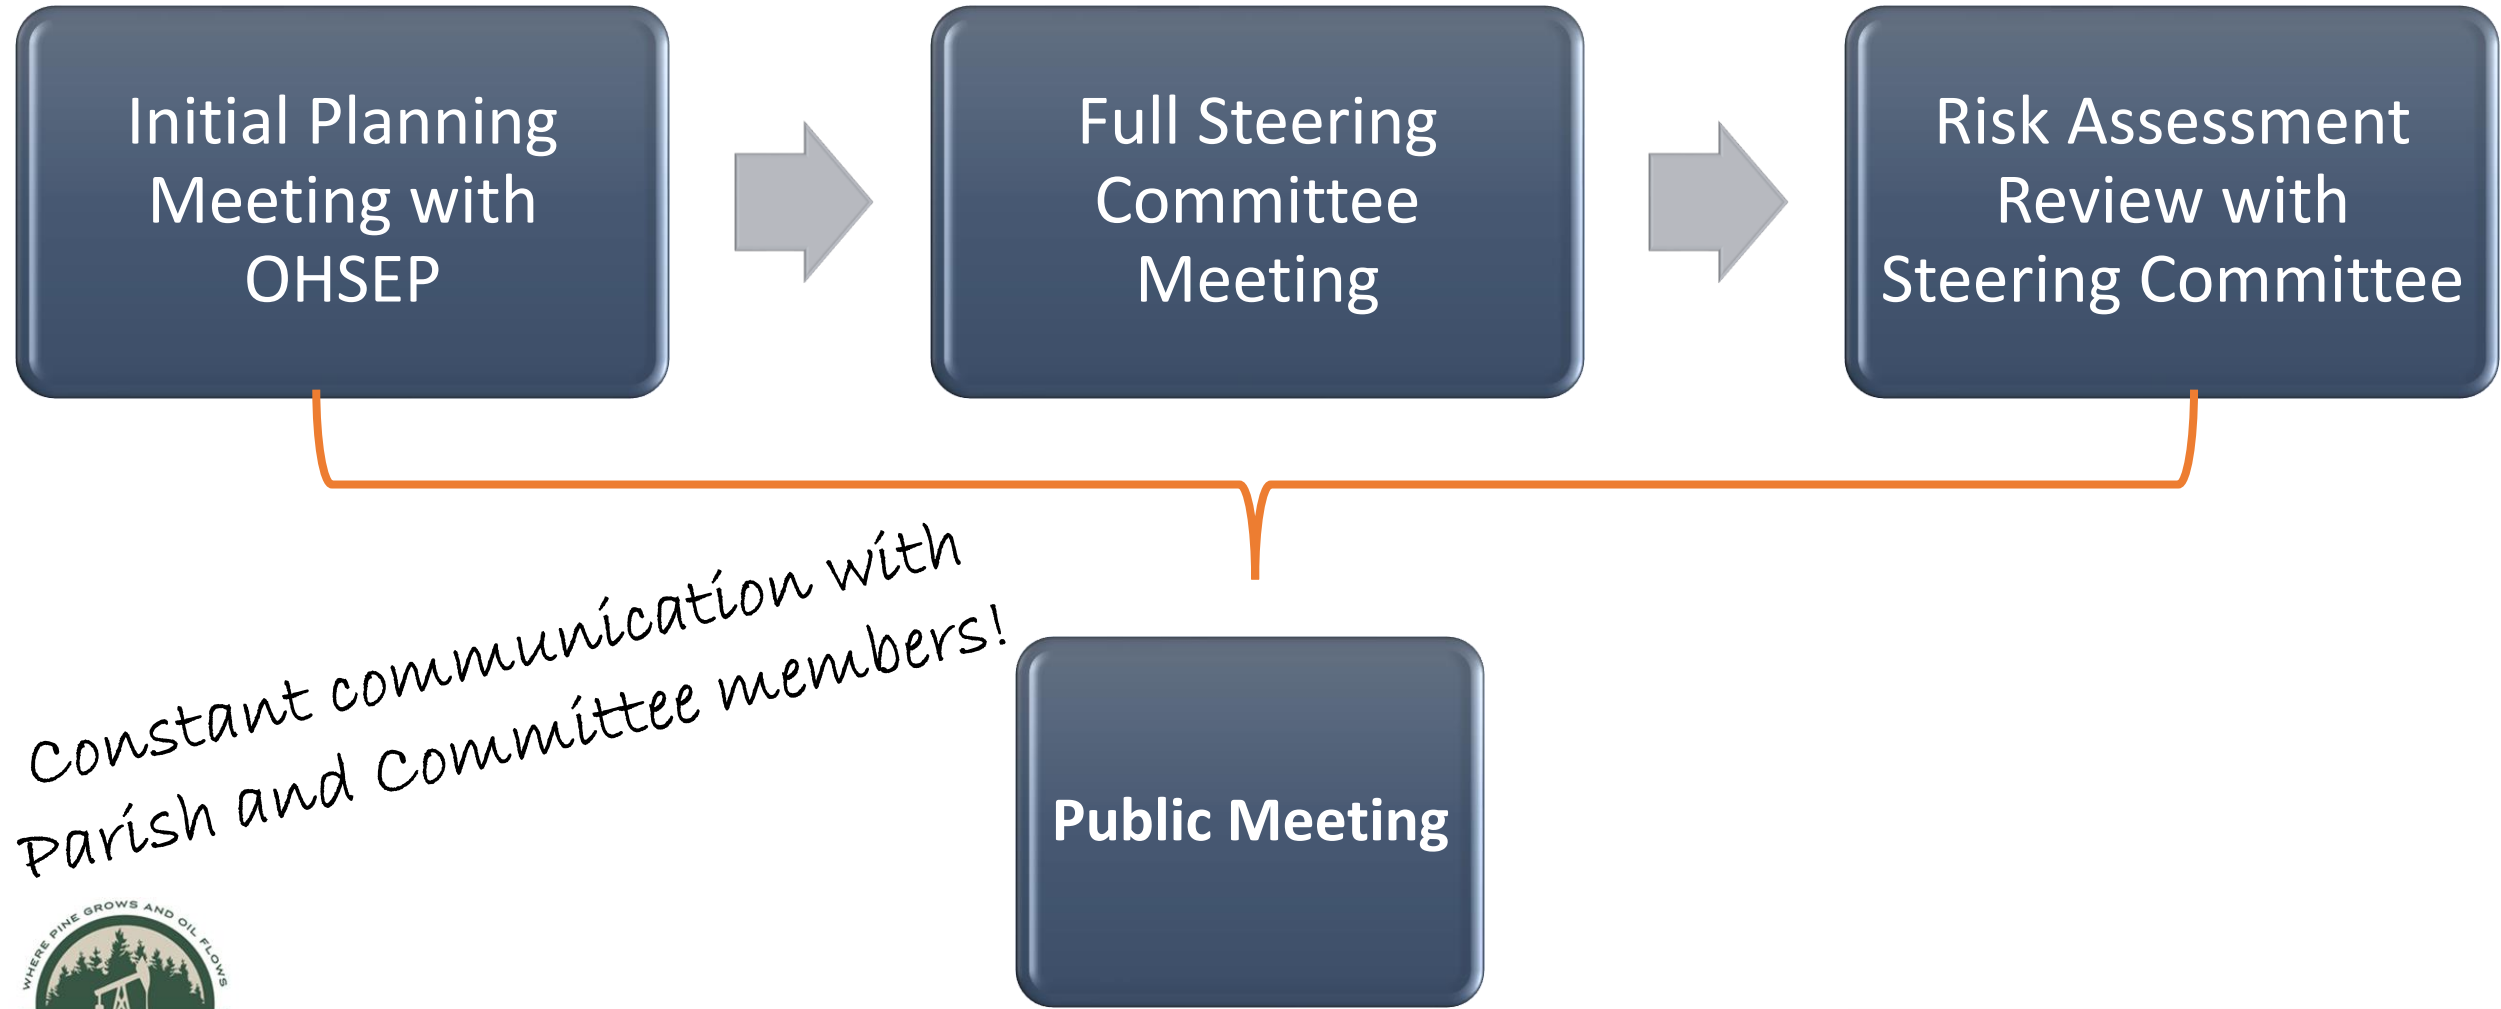 Initial Planning
Meeting with
OHSEP
Full Steering
Committee
Meeting
Risk Assessment
Review with
Steering Committee
Constant communication with
Parish and Committee members!
Public Meeting
WHERE PINE GROWS AND OIL FLOWS